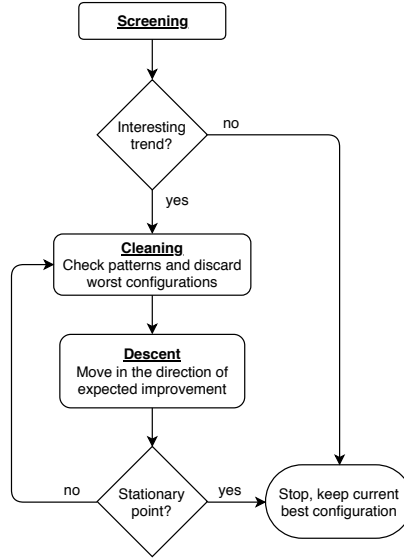 Screening
Interesting
trend?
no
yes
Cleaning
Check patterns and discard
worst configurations
Descent
Move in the direction of
expected improvement
no
Stationary
point?
yes
Stop, keep current
best configuration